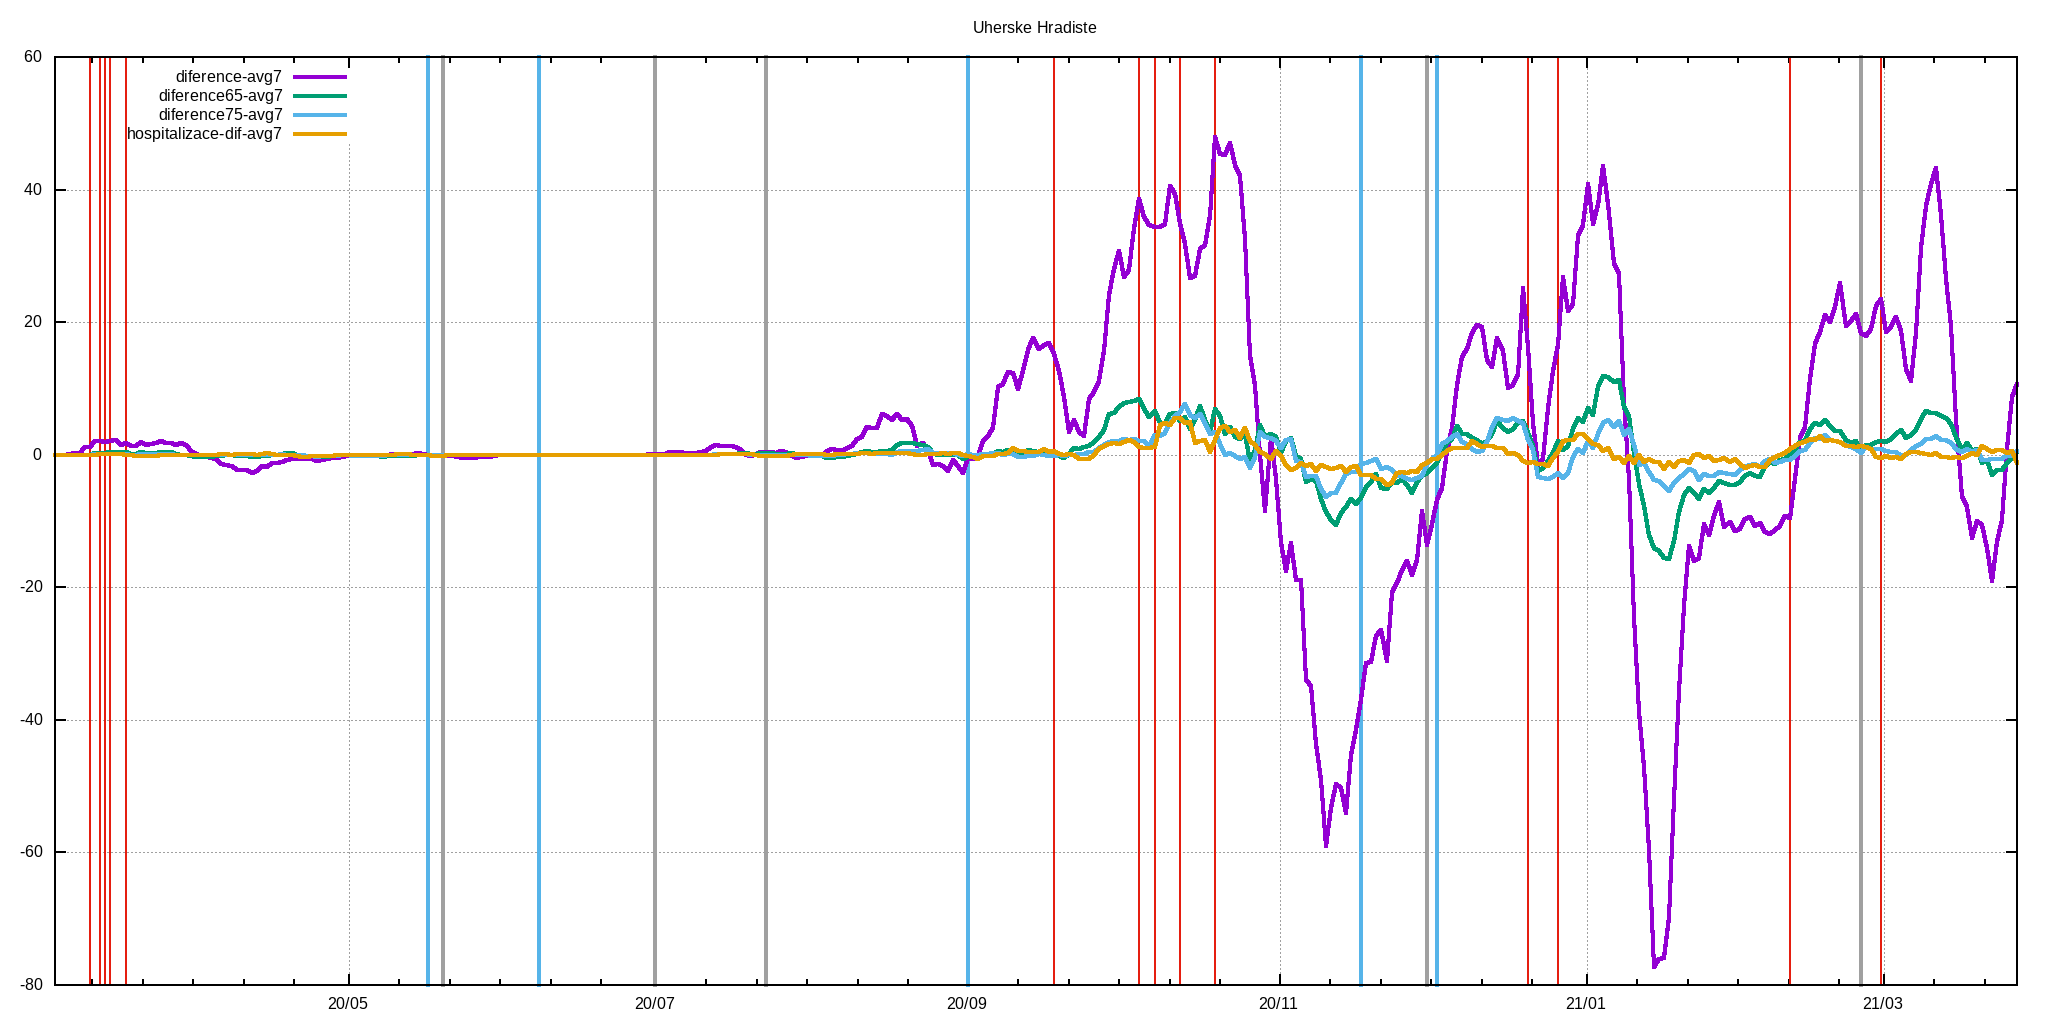 Uherske Hradiste
diference-avg7
diference65-avg7
diference75-avg7
hospitalizace-dif-avg7
60
40
20
0
-20
-40
-60
-80
20/05 20/07 20/09 20/11 21/01 21/03